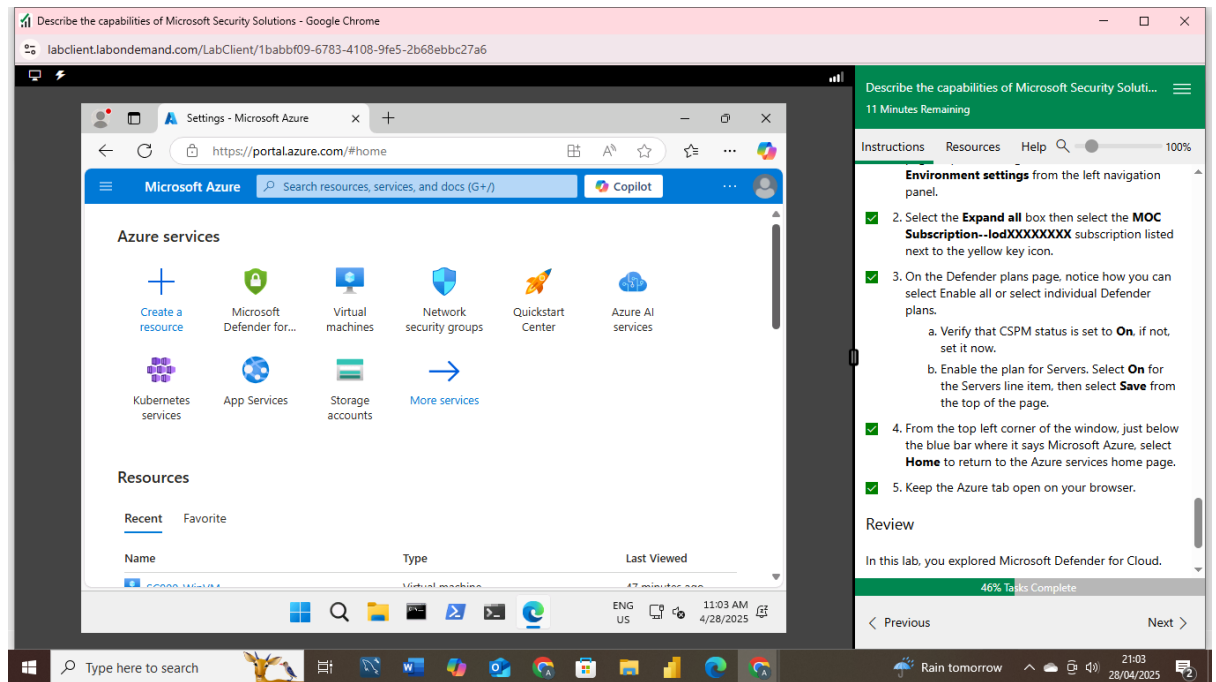 Describe the capabilities of Microsoft Security Solutions - Google Chrome
labclient.labondemand.com/LabClient/1babbf09-6783-4108-9fe5-2b68ebbc27a6
Settings - Microsoft Azure
https://portal.azure.com/#home
Microsoft Azure
Search resources, services, and docs (G+/)
Copilot
Azure services
Create a
resource
Microsoft
Defender for...
Virtual
machines
Network
security groups
Quickstart
Center
Azure AI
services
Kubernetes
services
App Services
Storage
accounts
More services
Resources
Recent
Favorite
Name
Type
Last Viewed
SC900-WinVM
Virtual machine
47 minutes ago
ENG
US
11:03 AM
4/28/2025
Describe the capabilities of Microsoft Security Soluti...
11 Minutes Remaining
Instructions
Resources
Help
100%
Environment settings from the left navigation
panel.
2. Select the Expand all box then select the MOC
Subscription--lodXXXXXXXX subscription listed
next to the yellow key icon.
3. On the Defender plans page, notice how you can
select Enable all or select individual Defender
plans.
a. Verify that CSPM status is set to On, if not,
set it now.
b. Enable the plan for Servers. Select On for
the Servers line item, then select Save from
the top of the page.
4. From the top left corner of the window, just below
the blue bar where it says Microsoft Azure, select
Home to return to the Azure services home page.
5. Keep the Azure tab open on your browser.
Review
In this lab, you explored Microsoft Defender for Cloud.
46% Tasks Complete
Previous
Next
Type here to search
Rain tomorrow
21:03
28/04/2025
2